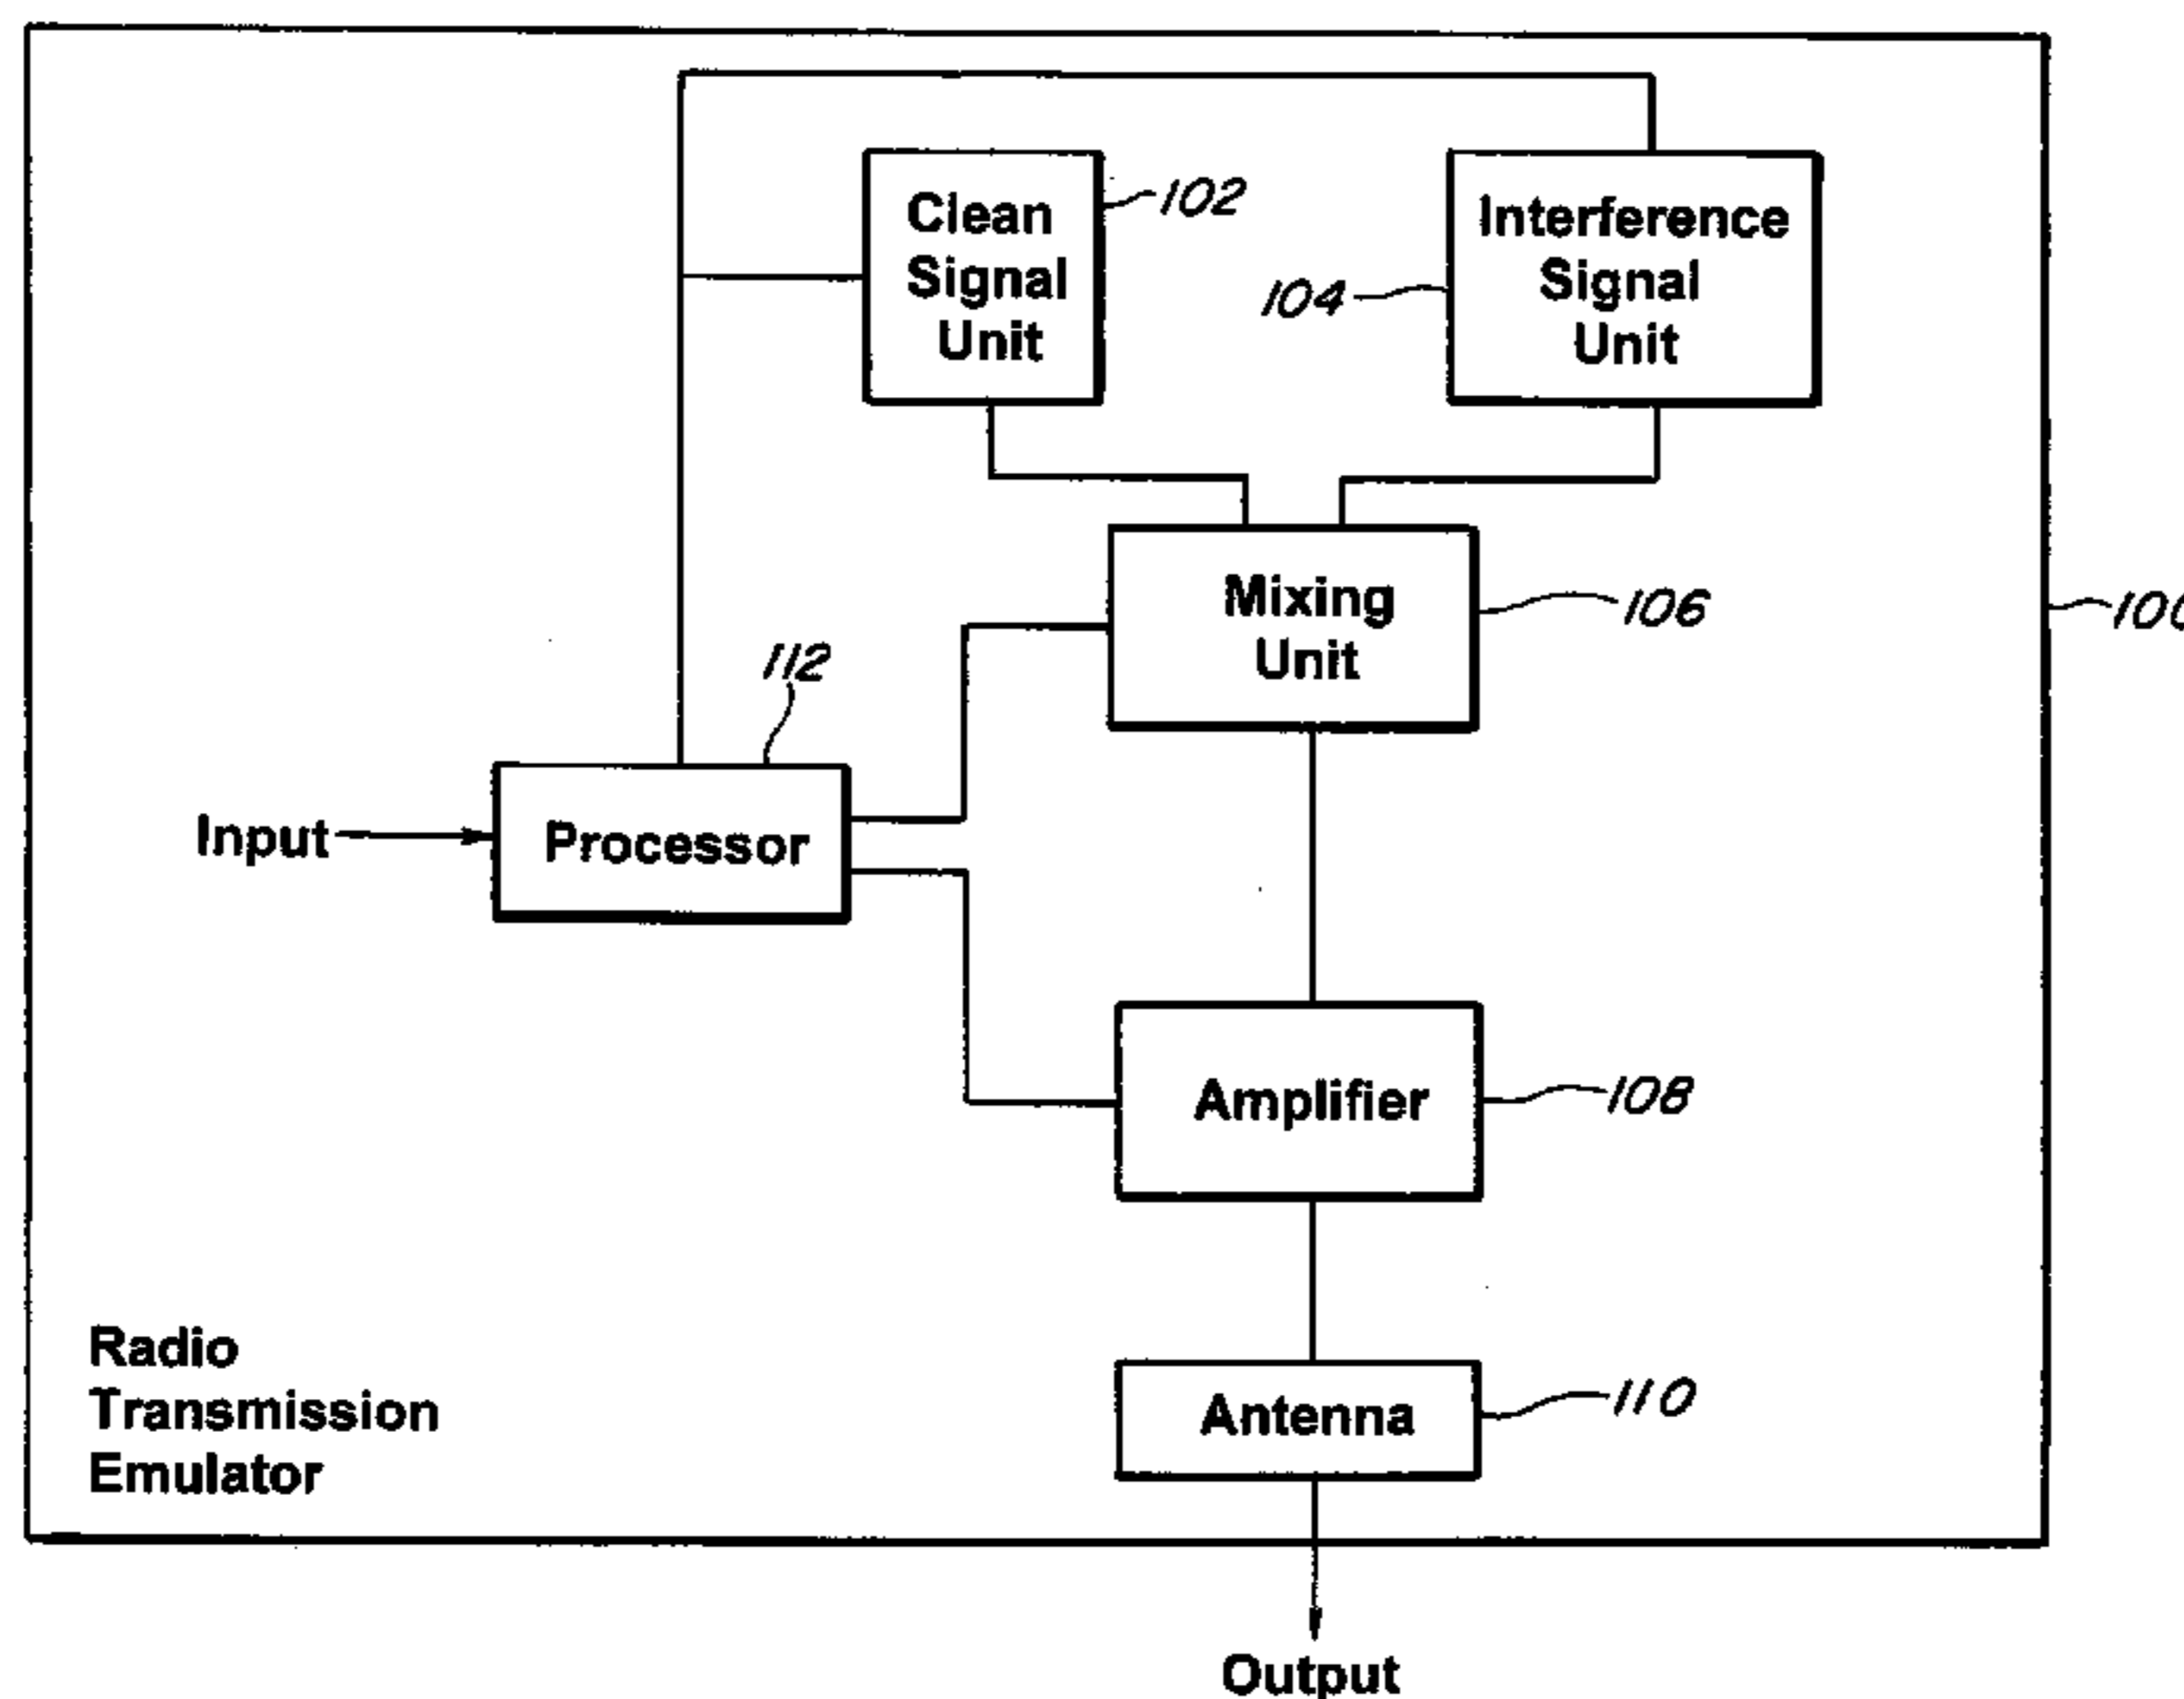 Clean
Signal
Unit
102
Interference
Signal
Unit
104
Mixing
Unit
106
100
112
Input
Processor
Amplifier
108
Radio
Transmission
Emulator
Antenna
110
Output